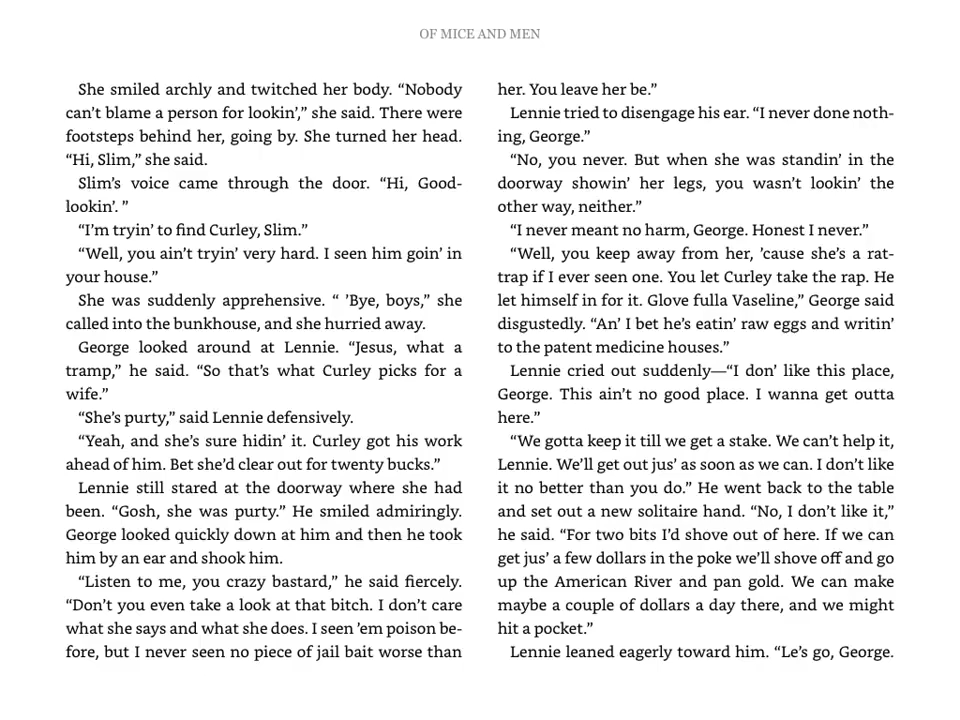 OF MICE AND MEN
She smiled archly and twitched her body. “Nobody
can’t blame a person for lookin’,” she said. There were
footsteps behind her, going by. She turned her head.
“Hi, Slim,” she said.
Slim’s voice came through the door. “Hi, Good-
lookin’. ”
“I’m tryin’ to find Curley, Slim.”
“Well, you ain’t tryin’ very hard. I seen him goin’ in
your house.”
She was suddenly apprehensive. “ ’Bye, boys,” she
called into the bunkhouse, and she hurried away.
George looked around at Lennie. “Jesus, what a
tramp,” he said. “So that’s what Curley picks for a
wife.”
“She’s purty,” said Lennie defensively.
“Yeah, and she’s sure hidin’ it. Curley got his work
ahead of him. Bet she’d clear out for twenty bucks.”
Lennie still stared at the doorway where she had
been. “Gosh, she was purty.” He smiled admiringly.
George looked quickly down at him and then he took
him by an ear and shook him.
“Listen to me, you crazy bastard,” he said fiercely.
“Don’t you even take a look at that bitch. I don’t care
what she says and what she does. I seen ’em poison be-
fore, but I never seen no piece of jail bait worse than
her. You leave her be.”
Lennie tried to disengage his ear. “I never done noth-
ing, George.”
“No, you never. But when she was standin’ in the
doorway showin’ her legs, you wasn’t lookin’ the
other way, neither.”
“I never meant no harm, George. Honest I never.”
“Well, you keep away from her, ’cause she’s a rat-
trap if I ever seen one. You let Curley take the rap. He
let himself in for it. Glove fulla Vaseline,” George said
disgustedly. “An’ I bet he’s eatin’ raw eggs and writin’
to the patent medicine houses.”
Lennie cried out suddenly—“I don’ like this place,
George. This ain’t no good place. I wanna get outta
here.”
“We gotta keep it till we get a stake. We can’t help it,
Lennie. We’ll get out jus’ as soon as we can. I don’t like
it no better than you do.” He went back to the table
and set out a new solitaire hand. “No, I don’t like it,”
he said. “For two bits I’d shove out of here. If we can
get jus’ a few dollars in the poke we’ll shove off and go
up the American River and pan gold. We can make
maybe a couple of dollars a day there, and we might
hit a pocket.”
Lennie leaned eagerly toward him. “Le’s go, George.